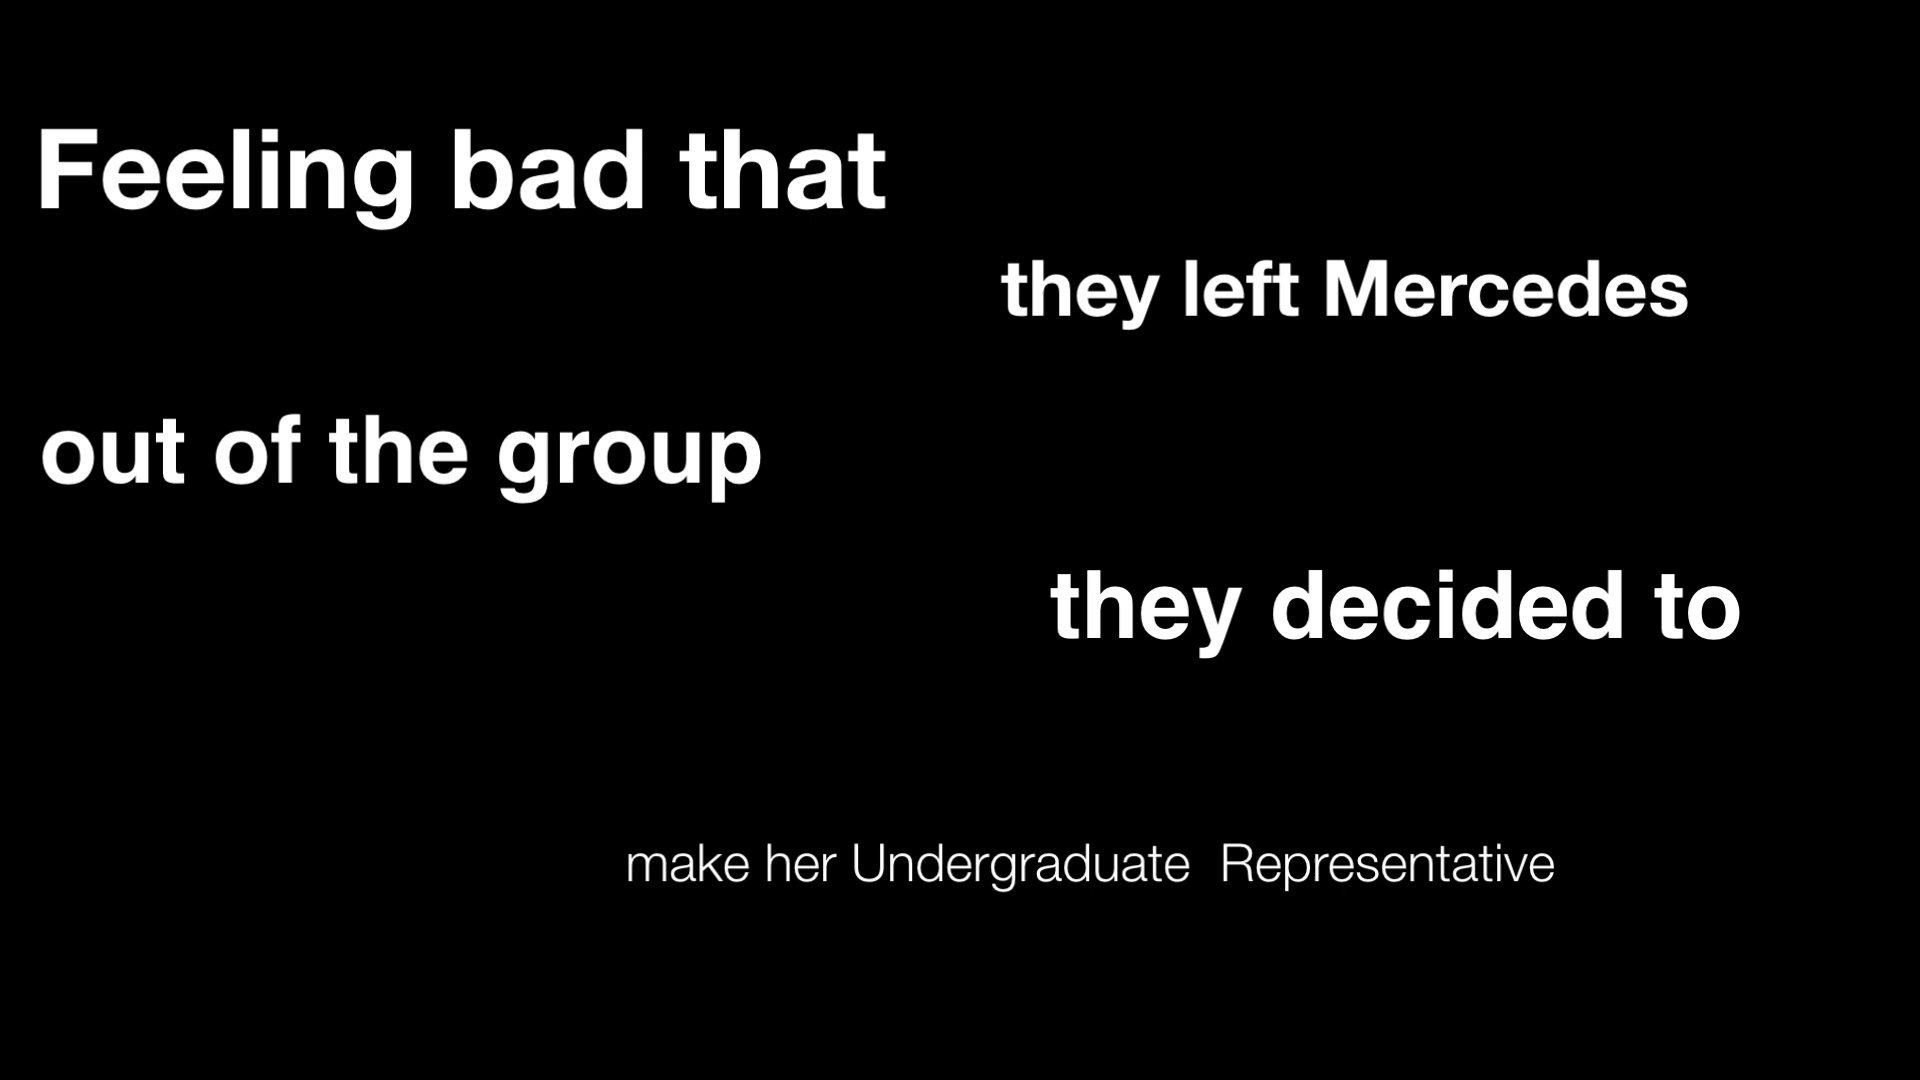 Feeling bad that
they left Mercedes
out of the group
they decided to
make her Undergraduate  Representative